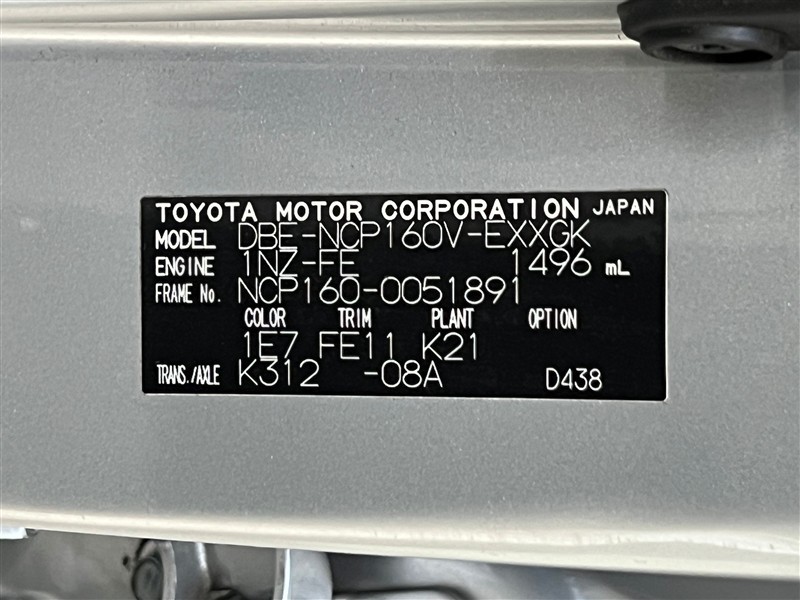 TOYOTA MOTOR CORPORATION JAPAN
MODEL DBE-NCP160V-EXXGK
ENGINE 1NZ-FE 1496 mL
FRAME No. NCP160-0051891
COLOR TRIM PLANT OPTION
1E7 FE11 K21
TRANS./AXLE K312 -08A D438